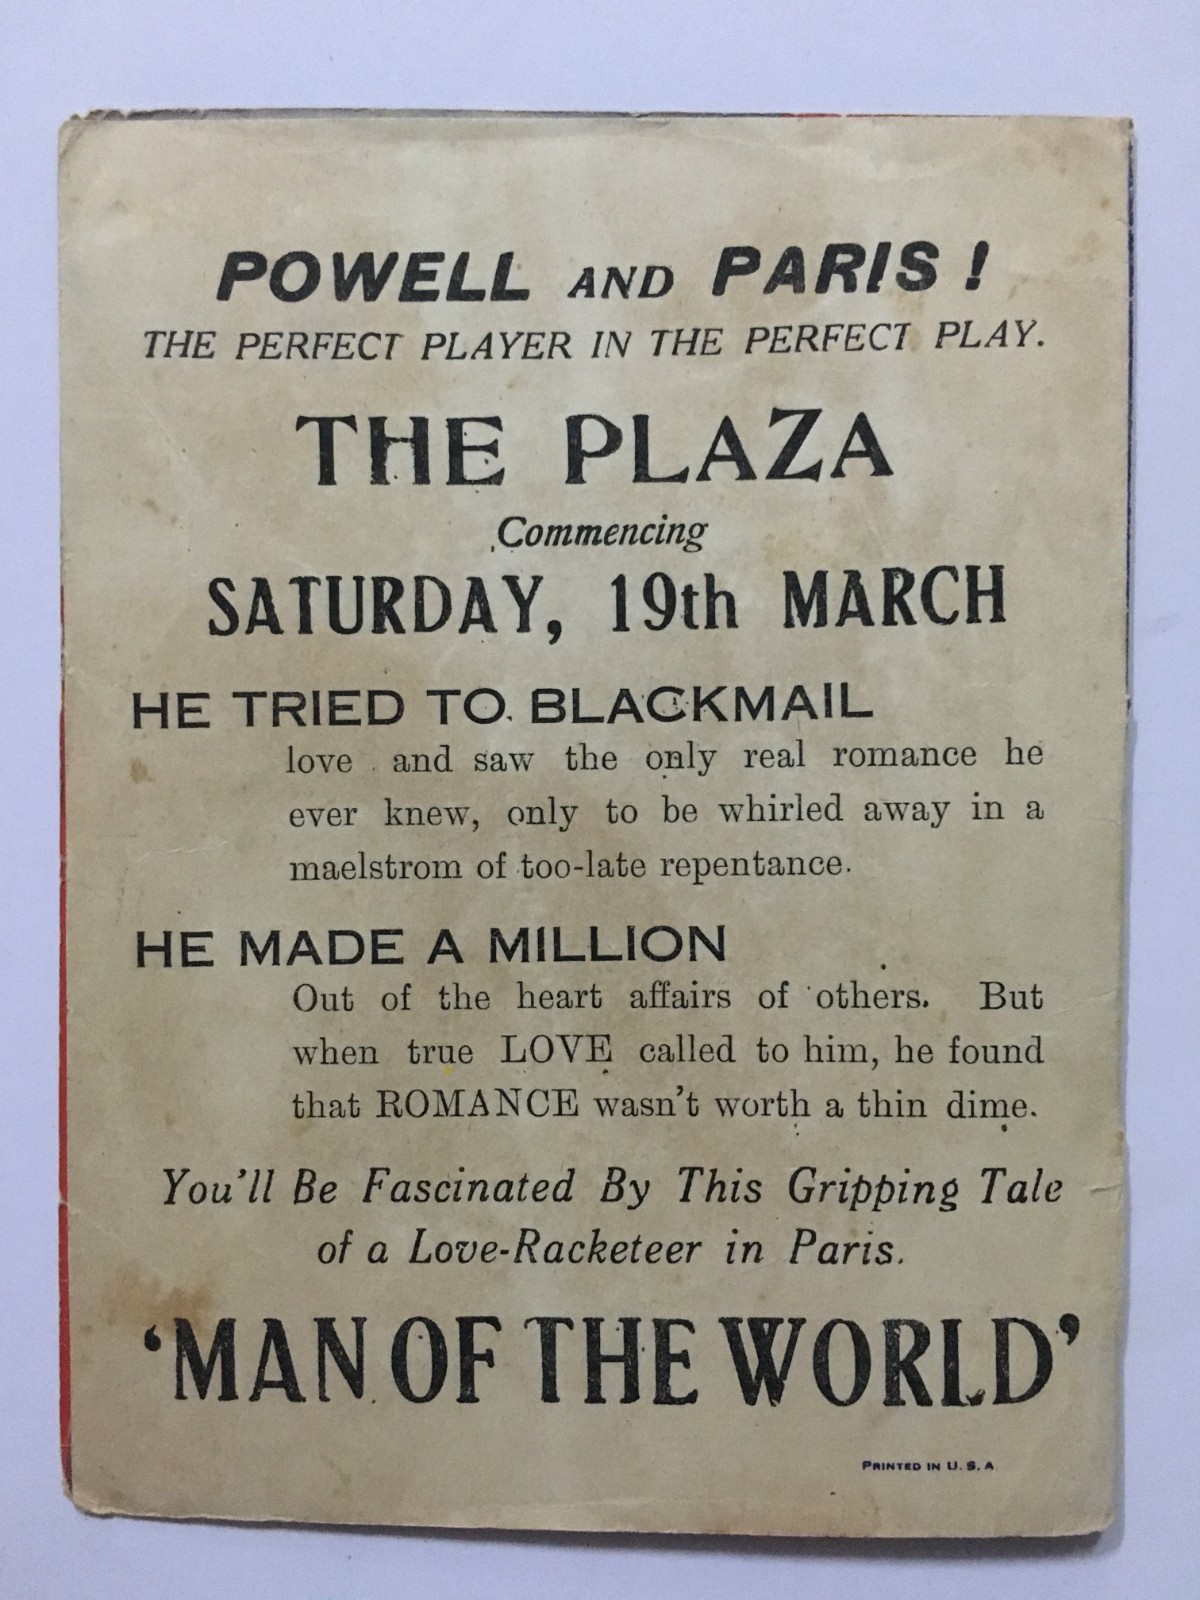 POWELL AND PARIS!
THE PERFECT PLAYER IN THE PERFECT PLAY.
THE PLAZA
Commencing
SATURDAY, 19th MARCH
HE TRIED TO BLACKMAIL
love and saw the only real romance he
ever knew, only to be whirled away in a
maelstrom of too-late repentance.
HE MADE A MILLION
Out of the heart affairs of others. But
when true LOVE called to him, he found
that ROMANCE wasn't worth a thin dime.
You'll Be Fascinated By This Gripping Tale
of a Love-Racketeer in Paris.
'MAN OF THE WORLD'
PRINTED IN U. S. A